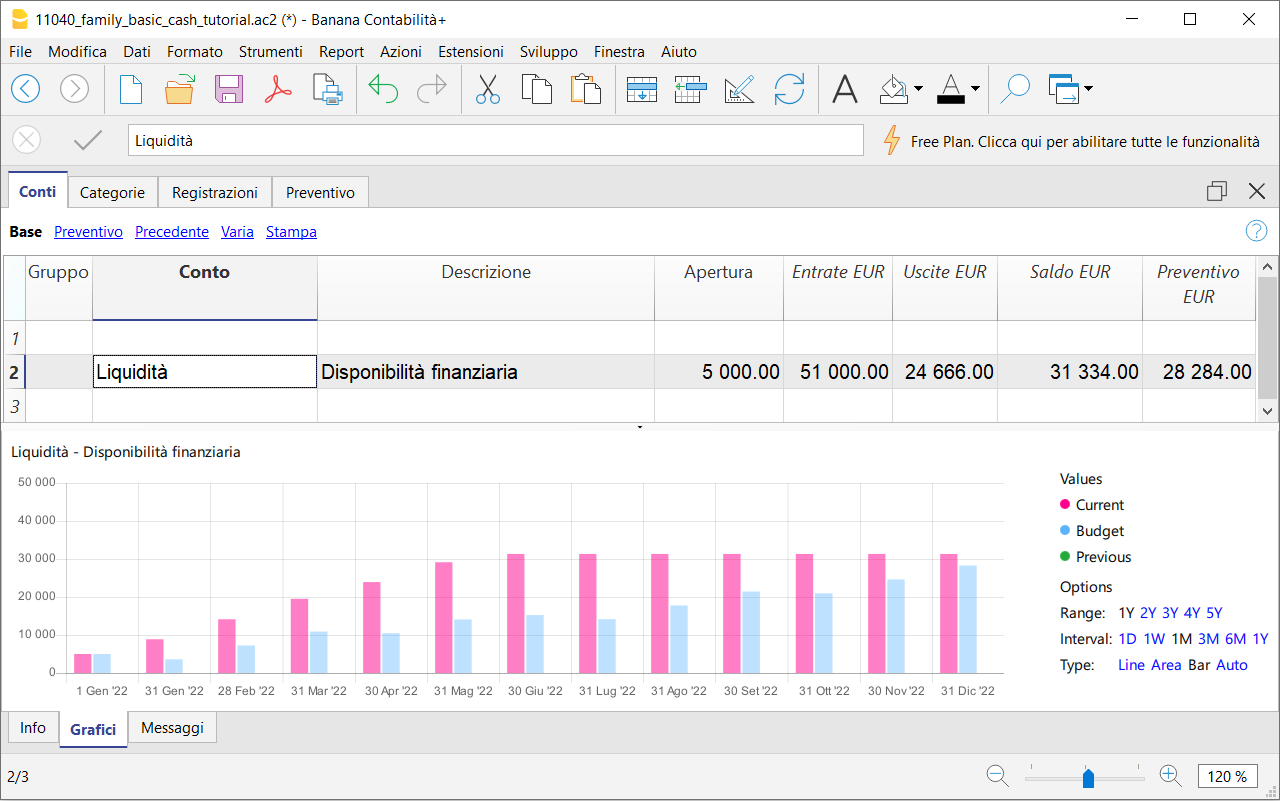 11040_family_basic_cash_tutorial.ac2 (*) - Banana Contabilità+
File Modifica Dati Formato Strumenti Report Azioni Estensioni Sviluppo Finestra Aiuto
Liquidità
Free Plan. Clicca qui per abilitare tutte le funzionalità
Conti Categorie Registrazioni Preventivo
Base Preventivo Precedente Varia Stampa
Gruppo Conto Descrizione Apertura Entrate EUR Uscite EUR Saldo EUR Preventivo EUR
1
2 Liquidità Disponibilità finanziaria 5 000.00 51 000.00 24 666.00 31 334.00 28 284.00
3
Liquidità - Disponibilità finanziaria
50 000
40 000
30 000
20 000
10 000
0
1 Gen '22 31 Gen '22 28 Feb '22 31 Mar '22 30 Apr '22 31 Mag '22 30 Giu '22 31 Lug '22 31 Ago '22 30 Set '22 31 Ott '22 30 Nov '22 31 Dic '22
Values
Current
Budget
Previous
Options
Range: 1Y 2Y 3Y 4Y 5Y
Interval: 1D 1W 1M 3M 6M 1Y
Type: Line Area Bar Auto
Info Grafici Messaggi
2/3
120 %